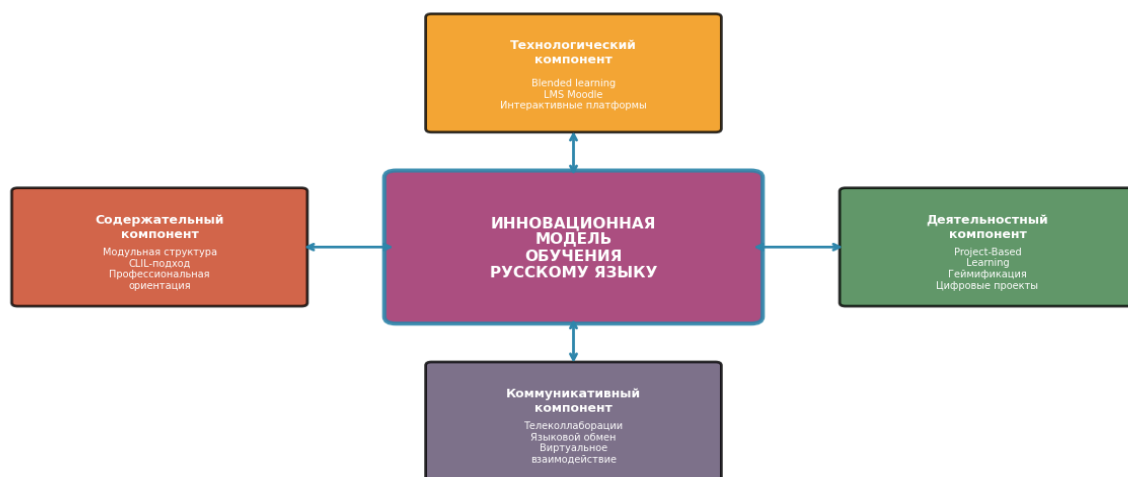 Технологический
компонент
Blended learning
LMS Moodle
Интерактивные платформы
Содержательный
компонент
Модульная структура
CLIL-подход
Профессиональная
ориентация
ИННОВАЦИОННАЯ
МОДЕЛЬ
ОБУЧЕНИЯ
РУССКОМУ ЯЗЫКУ
Деятельностный
компонент
Project-Based
Learning
Геймификация
Цифровые проекты
Коммуникативный
компонент
Телеколлаборации
Языковой обмен
Виртуальное
взаимодействие